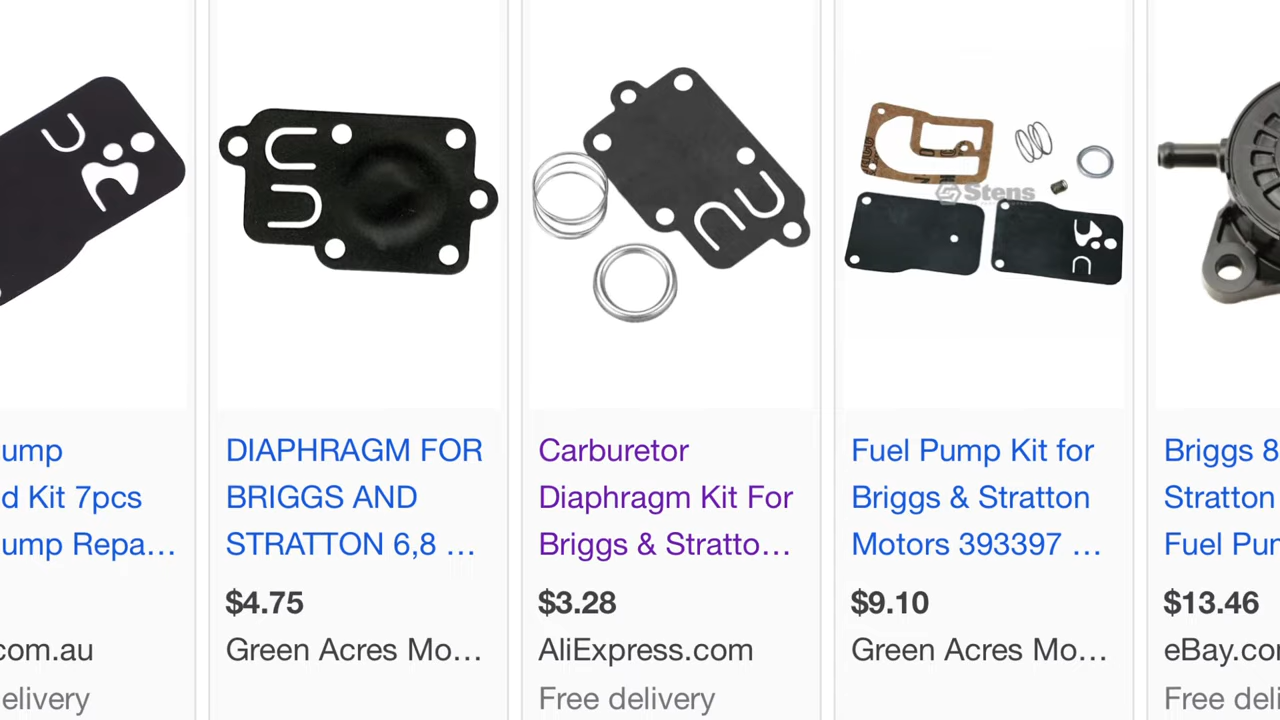 ump
d Kit 7pcs
ump Repa...
com.au
elivery
DIAPHRAGM FOR
BRIGGS AND
STRATTON 6,8 ...
$4.75
Green Acres Mo...
Carburetor
Diaphragm Kit For
Briggs & Stratto...
$3.28
AliExpress.com
Free delivery
Stens
Fuel Pump Kit for
Briggs & Stratton
Motors 393397 ...
$9.10
Green Acres Mo...
Briggs 8
Stratton
Fuel Pur
$13.46
eBay.co
Free deli